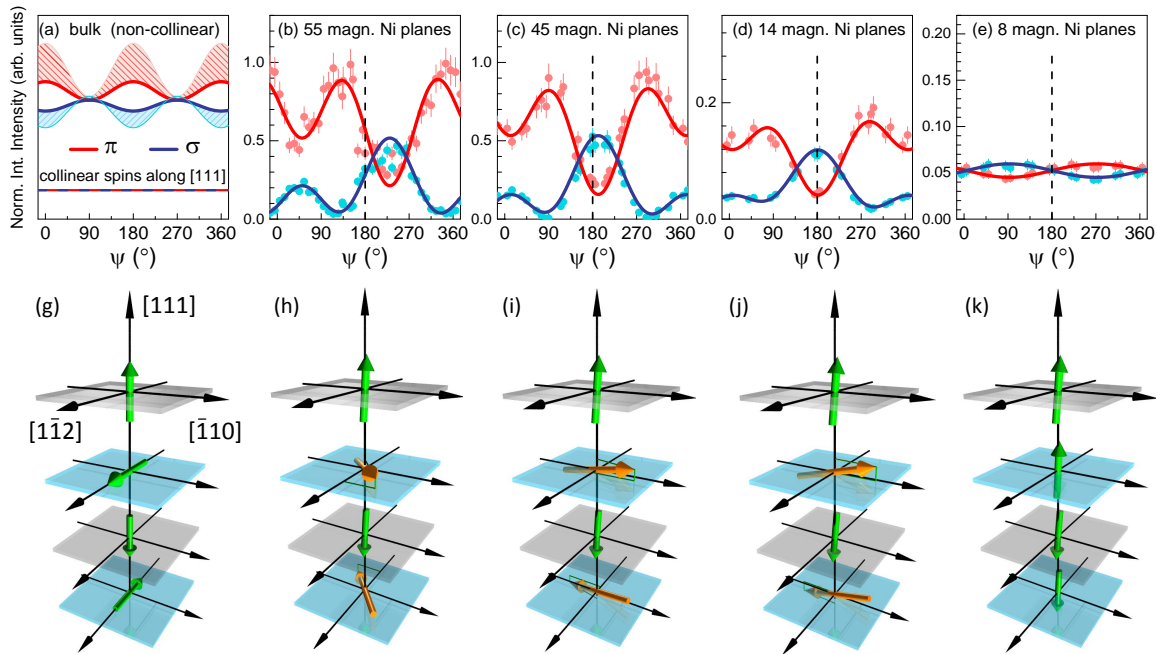 (a) bulk (non-collinear)
(b) 55 magn. Ni planes
(c) 45 magn. Ni planes
(d) 14 magn. Ni planes
(e) 8 magn. Ni planes
Norm. Int. Intensity (arb. units)
π σ
collinear spins along [111]
1.0
0.5
0.0
1.0
0.5
0.0
0.2
0.0
0.20
0.15
0.10
0.05
0.00
0 90 180 270 360
0 90 180 270 360
0 90 180 270 360
0 90 180 270 360
0 90 180 270 360
ψ (°)
ψ (°)
ψ (°)
ψ (°)
ψ (°)
(g)
(h)
(i)
(j)
(k)
[111]
[11̄2] [1̄10]